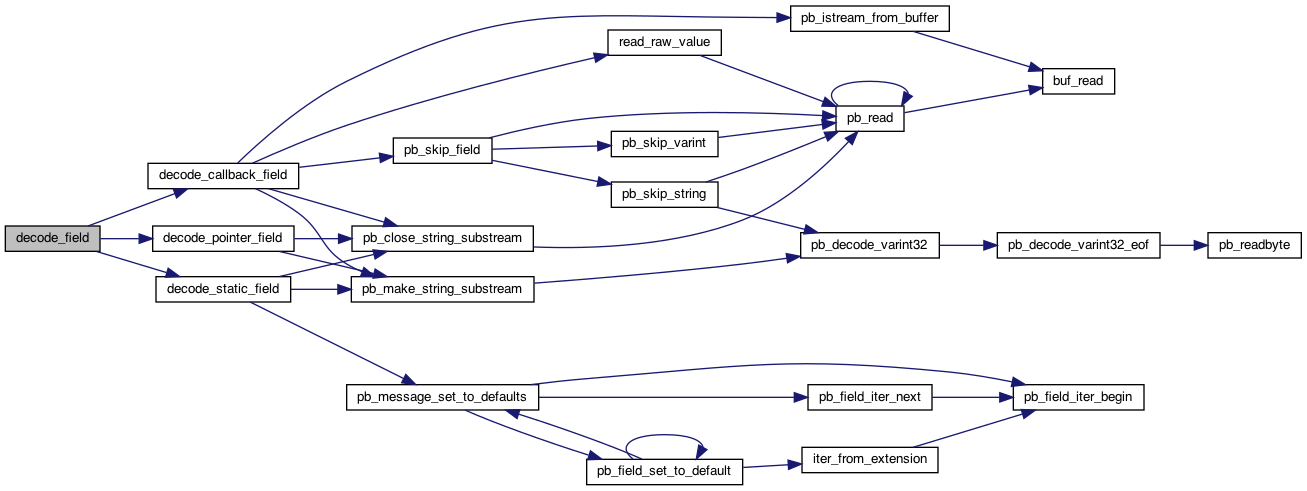 pb_istream_from_buffer
read_raw_value
buf_read
pb_read
pb_skip_field
pb_skip_varint
decode_callback_field
pb_skip_string
decode_field
decode_pointer_field
pb_close_string_substream
pb_decode_varint32
pb_decode_varint32_eof
pb_readbyte
decode_static_field
pb_make_string_substream
pb_message_set_to_defaults
pb_field_iter_next
pb_field_iter_begin
pb_field_set_to_default
iter_from_extension